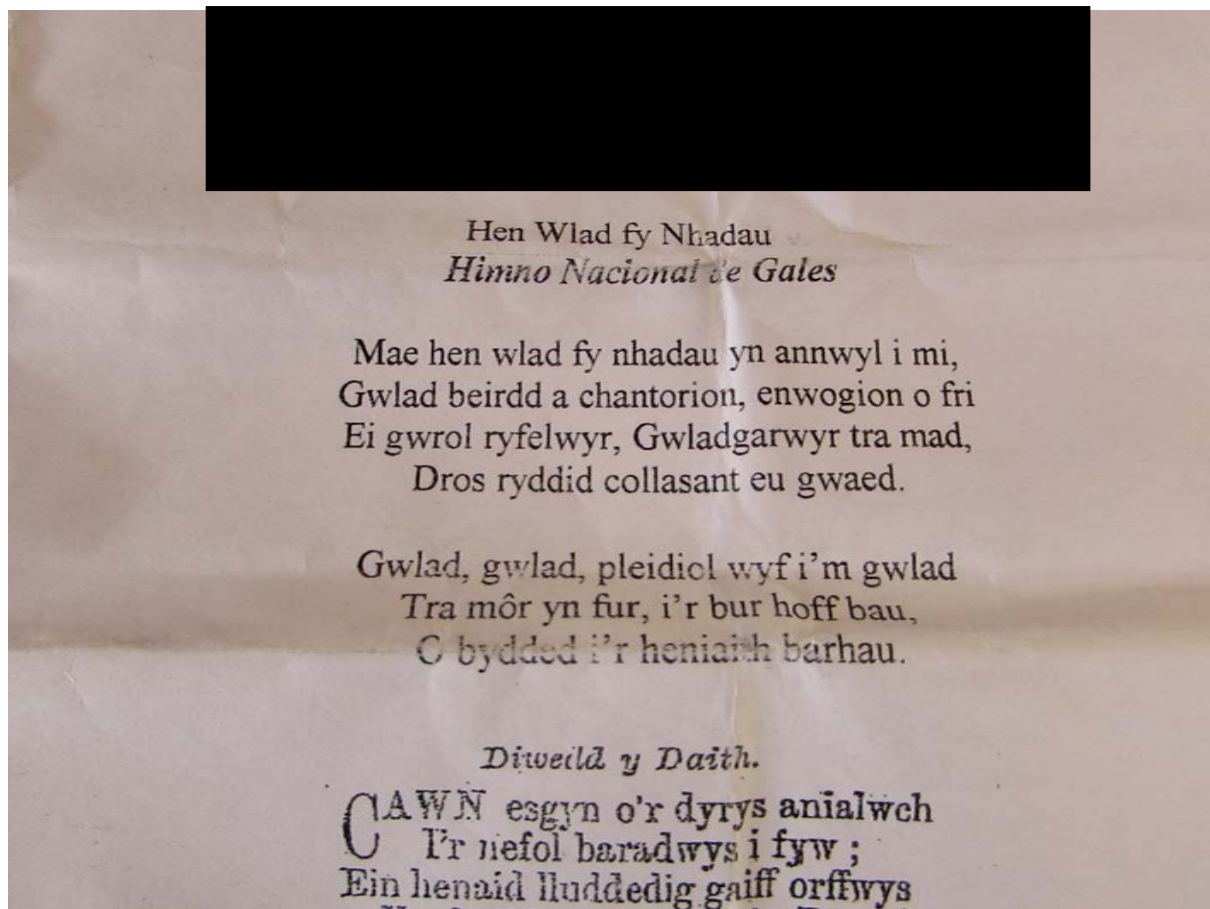 Hen Wlad fy Nhadau
Himno Nacional de Gales
Mae hen wlad fy nhadau yn annwyl i mi,
Gwlad beirdd a chantorion, enwogion o fri
Ei gwrol ryfelwyr, Gwladgarwyr tra mad,
Dros ryddid collasant eu gwaed.
Gwlad, gwlad, pleidiol wyf i'm gwlad
Tra môr yn fur, i'r bur hoff bau,
O bydded i'r heniaith barhau.
Diwedd y Daith.
CAWN esgyn o'r dyrys anialwch
I'r nefol baradwys i fyw ;
Ein henaid lluddedig gaiff orffwys